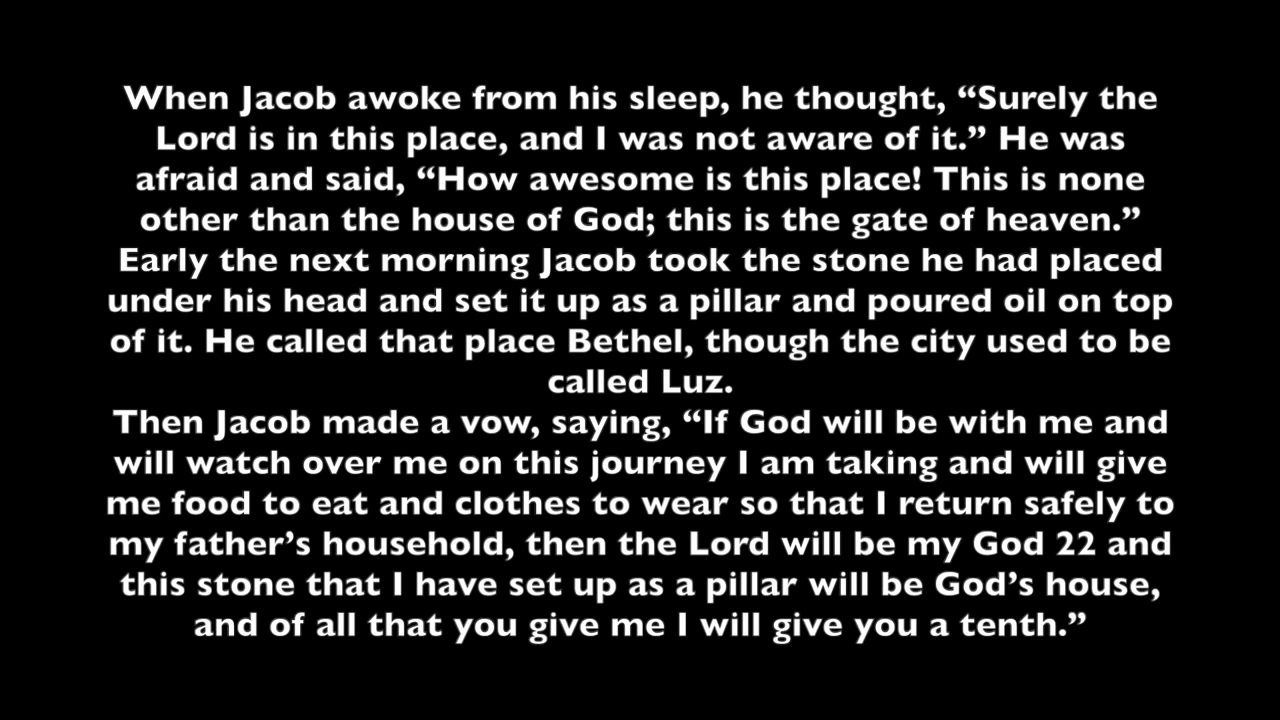 When Jacob awoke from his sleep, he thought, “Surely the
Lord is in this place, and I was not aware of it.” He was
afraid and said, “How awesome is this place! This is none
other than the house of God; this is the gate of heaven.”
Early the next morning Jacob took the stone he had placed
under his head and set it up as a pillar and poured oil on top
of it. He called that place Bethel, though the city used to be
called Luz.
Then Jacob made a vow, saying, “If God will be with me and
will watch over me on this journey I am taking and will give
me food to eat and clothes to wear so that I return safely to
my father’s household, then the Lord will be my God 22 and
this stone that I have set up as a pillar will be God’s house,
and of all that you give me I will give you a tenth.”